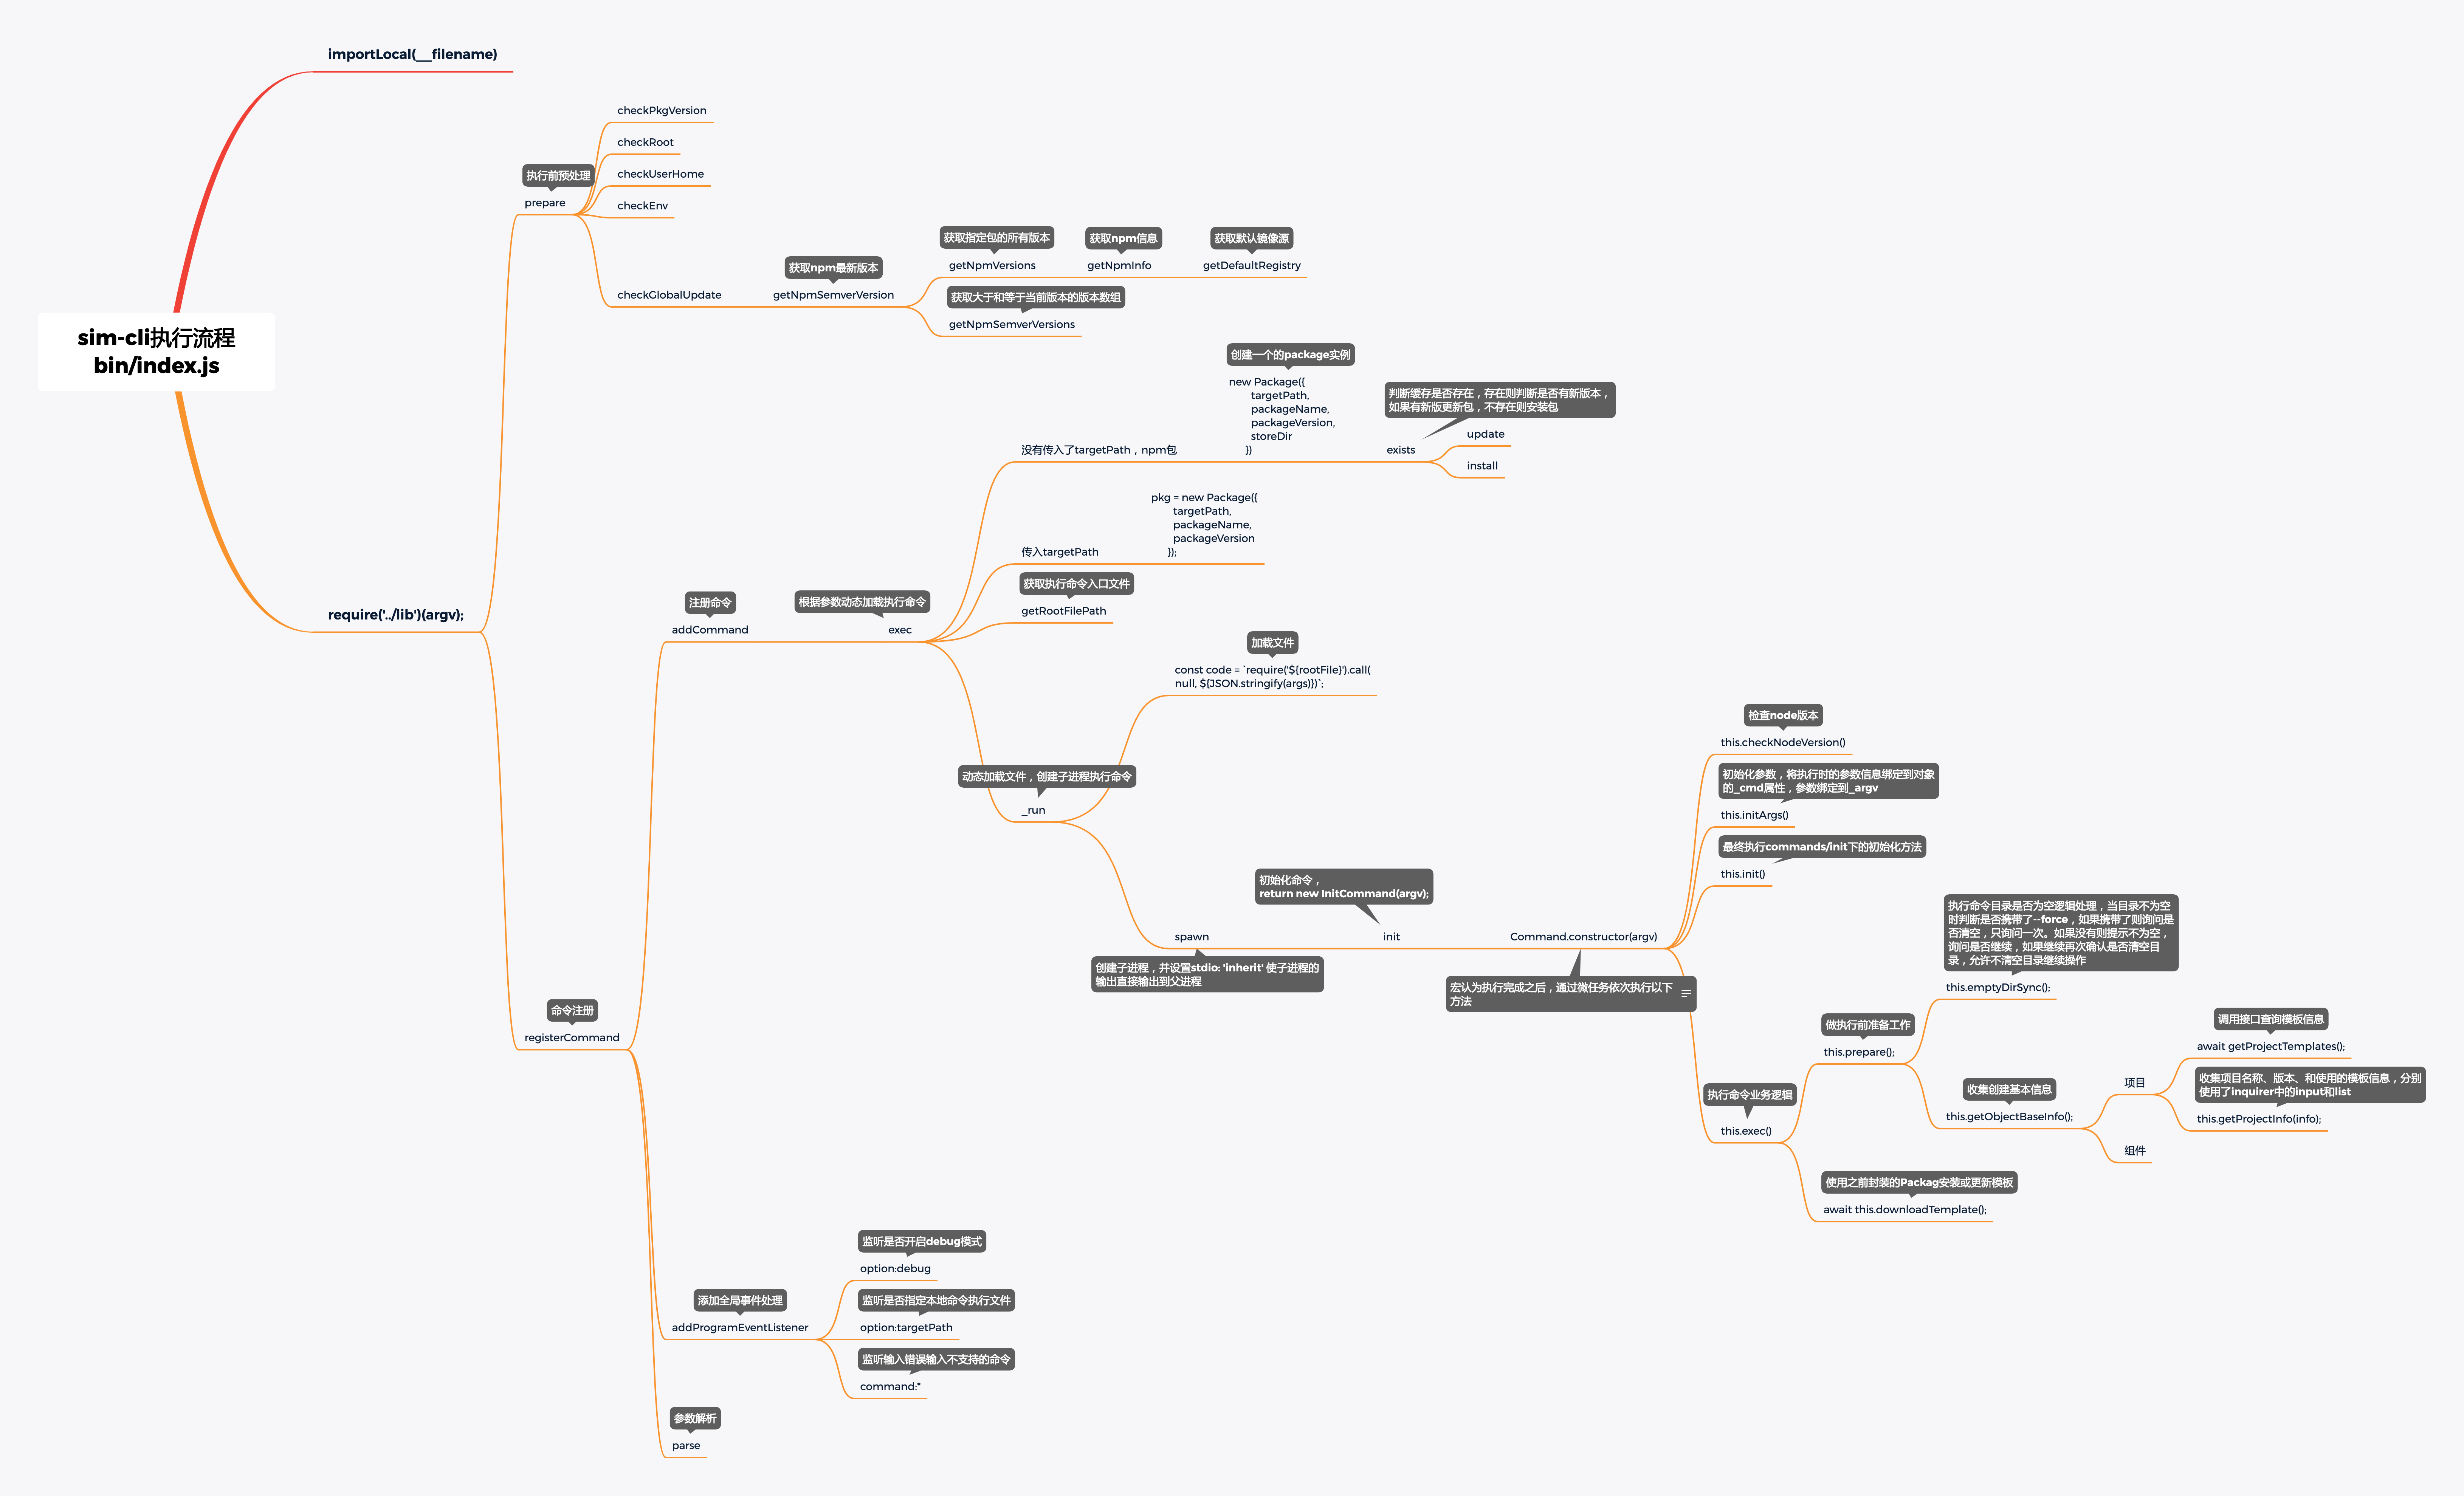 sim-cli执行流程
bin/index.js
importLocal(__filename)
require('../lib')(argv);
执行前预处理
prepare
checkPkgVersion
checkRoot
checkUserHome
checkEnv
checkGlobalUpdate
获取npm最新版本
getNpmSemverVersion
获取指定包的所有版本
getNpmVersions
获取npm信息
getNpmInfo
获取默认镜像源
getDefaultRegistry
获取大于和等于当前版本的版本数组
getNpmSemverVersions
命令注册
registerCommand
注册命令
addCommand
根据参数动态加载执行命令
exec
没有传入了targetPath，npm包
创建一个的package实例
new Package({
targetPath,
packageName,
packageVersion,
storeDir
})
判断缓存是否存在，存在则判断是否有新版本，
如果有新版更新包，不存在则安装包
exists
update
install
传入targetPath
pkg = new Package({
targetPath,
packageName,
packageVersion
});
获取执行命令入口文件
getRootFilePath
动态加载文件，创建子进程执行命令
_run
加载文件
const code = `require('${rootFile}').call(
null, ${JSON.stringify(args)})`;
spawn
创建子进程，并设置stdio: 'inherit' 使子进程的
输出直接输出到父进程
初始化命令，
return new InitCommand(argv);
init
Command.constructor(argv)
宏认为执行完成之后，通过微任务依次执行以下
方法
检查node版本
this.checkNodeVersion()
初始化参数，将执行时的参数信息绑定到对象
的_cmd属性，参数绑定到_argv
this.initArgs()
最终执行commands/init下的初始化方法
this.init()
执行命令业务逻辑
this.exec()
做执行前准备工作
this.prepare();
执行命令目录是否为空逻辑处理，当目录不为空
时判断是否携带了--force，如果携带了则询问是
否清空，只询问一次。如果没有则提示不为空，
询问是否继续，如果继续再次确认是否清空目
录，允许不清空目录继续操作
this.emptyDirSync();
收集创建基本信息
this.getObjectBaseInfo();
项目
调用接口查询模板信息
await getProjectTemplates();
收集项目名称、版本、和使用的模板信息，分别
使用了inquirer中的input和list
this.getProjectInfo(info);
组件
使用之前封装的Packag安装或更新模板
await this.downloadTemplate();
添加全局事件处理
addProgramEventListener
监听是否开启debug模式
option:debug
监听是否指定本地命令执行文件
option:targetPath
监听输入错误输入不支持的命令
command:*
参数解析
parse